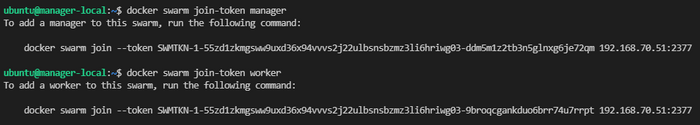 ubuntu@manager-local:~$ docker swarm join-token manager
To add a manager to this swarm, run the following command:
docker swarm join --token SWMTKN-1-55zd1zkmgsww9uxd36x94vvvs2j22ulbsnsbzmz3li6hriwg03-ddm5m1z2tb3n5glnxg6je72qm 192.168.70.51:2377
ubuntu@manager-local:~$ docker swarm join-token worker
To add a worker to this swarm, run the following command:
docker swarm join --token SWMTKN-1-55zd1zkmgsww9uxd36x94vvvs2j22ulbsnsbzmz3li6hriwg03-9broqcgankduo6brr74u7rrpt 192.168.70.51:2377